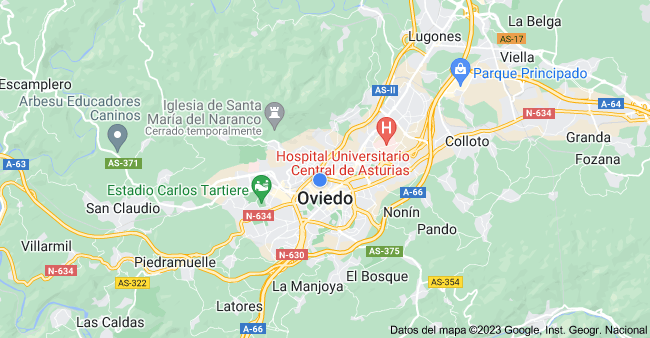 La Belga
Lugones
AS-17
Viella
Parque Principado
Escamplero
AS-II
Arbesu Educadores
Caninos
Iglesia de Santa
María del Naranco
Cerrado temporalmente
A-64
N-634
Granda
Colloto
Fozana
AS-371
A-63
Hospital Universitario
Central de Asturias
Estadio Carlos Tartiere
A-66
Oviedo
San Claudio
N-634
Nonín
Pando
Villarmil
Piedramuelle
N-630
AS-375
N-634
AS-322
El Bosque
AS-354
La Manjoya
Latores
Las Caldas
A-66
Datos del mapa ©2023 Google, Inst. Geogr. Nacional